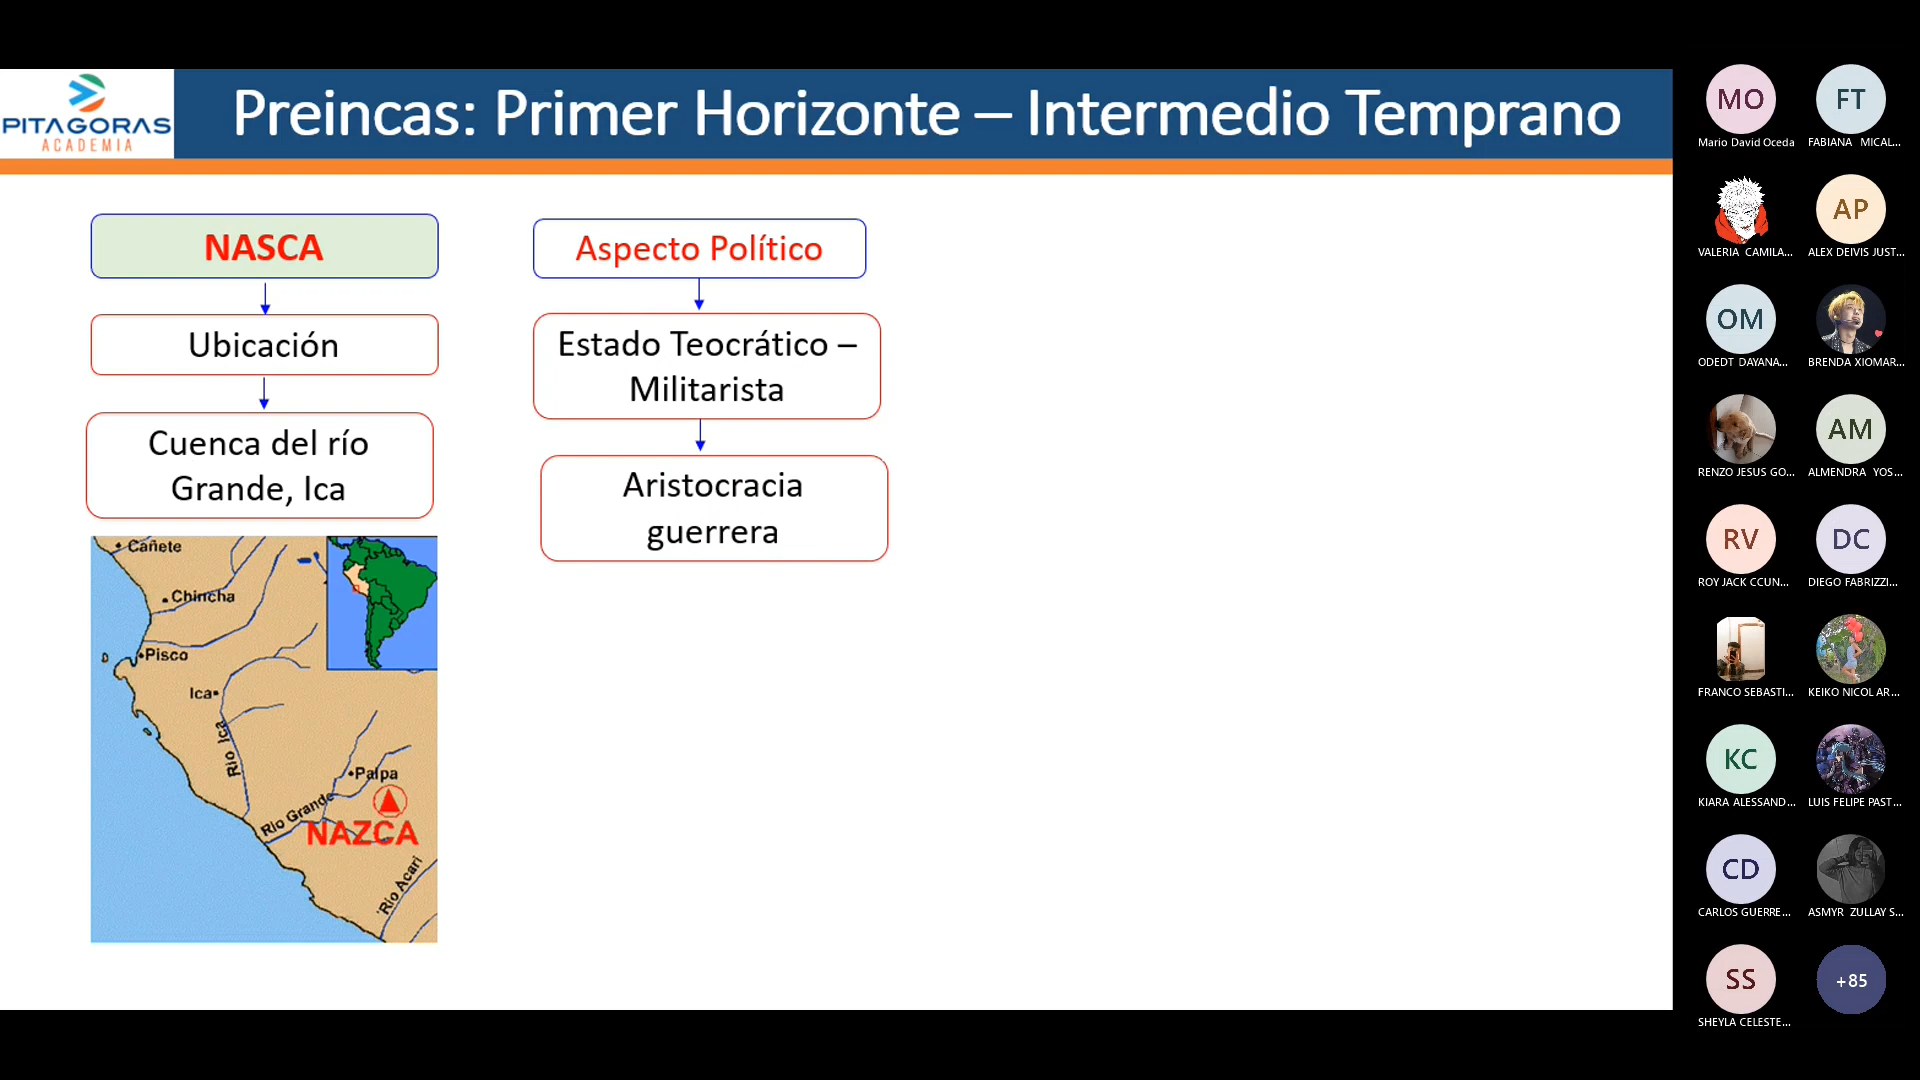 PITAGORAS
ACADEMIA
Preincas: Primer Horizonte – Intermedio Temprano
NASCA
Ubicación
Cuenca del río
Grande, Ica
Cañete
Chincha
Pisco
Ica
Río Ica
Palpa
Río Grande
NAZCA
Río Acarí
Aspecto Político
Estado Teocrático –
Militarista
Aristocracia
guerrera
MO
Mario David Oceda
FT
FABIANA MICAL...
VALERIA CAMILA...
AP
ALEX DEIVIS JUST...
OM
ODEDT DAYANA...
BRENDA XIOMAR...
RENZO JESUS GO...
AM
ALMENDRA YOS...
RV
ROY JACK CCUN...
DC
DIEGO FABRIZZI...
FRANCO SEBASTI...
KEIKO NICOL AR...
KC
KIARA ALESSAND...
LUIS FELIPE PAST...
CD
CARLOS GUERRE...
ASMYR ZULLAY S...
SS
SHEYLA CELESTE...
+85